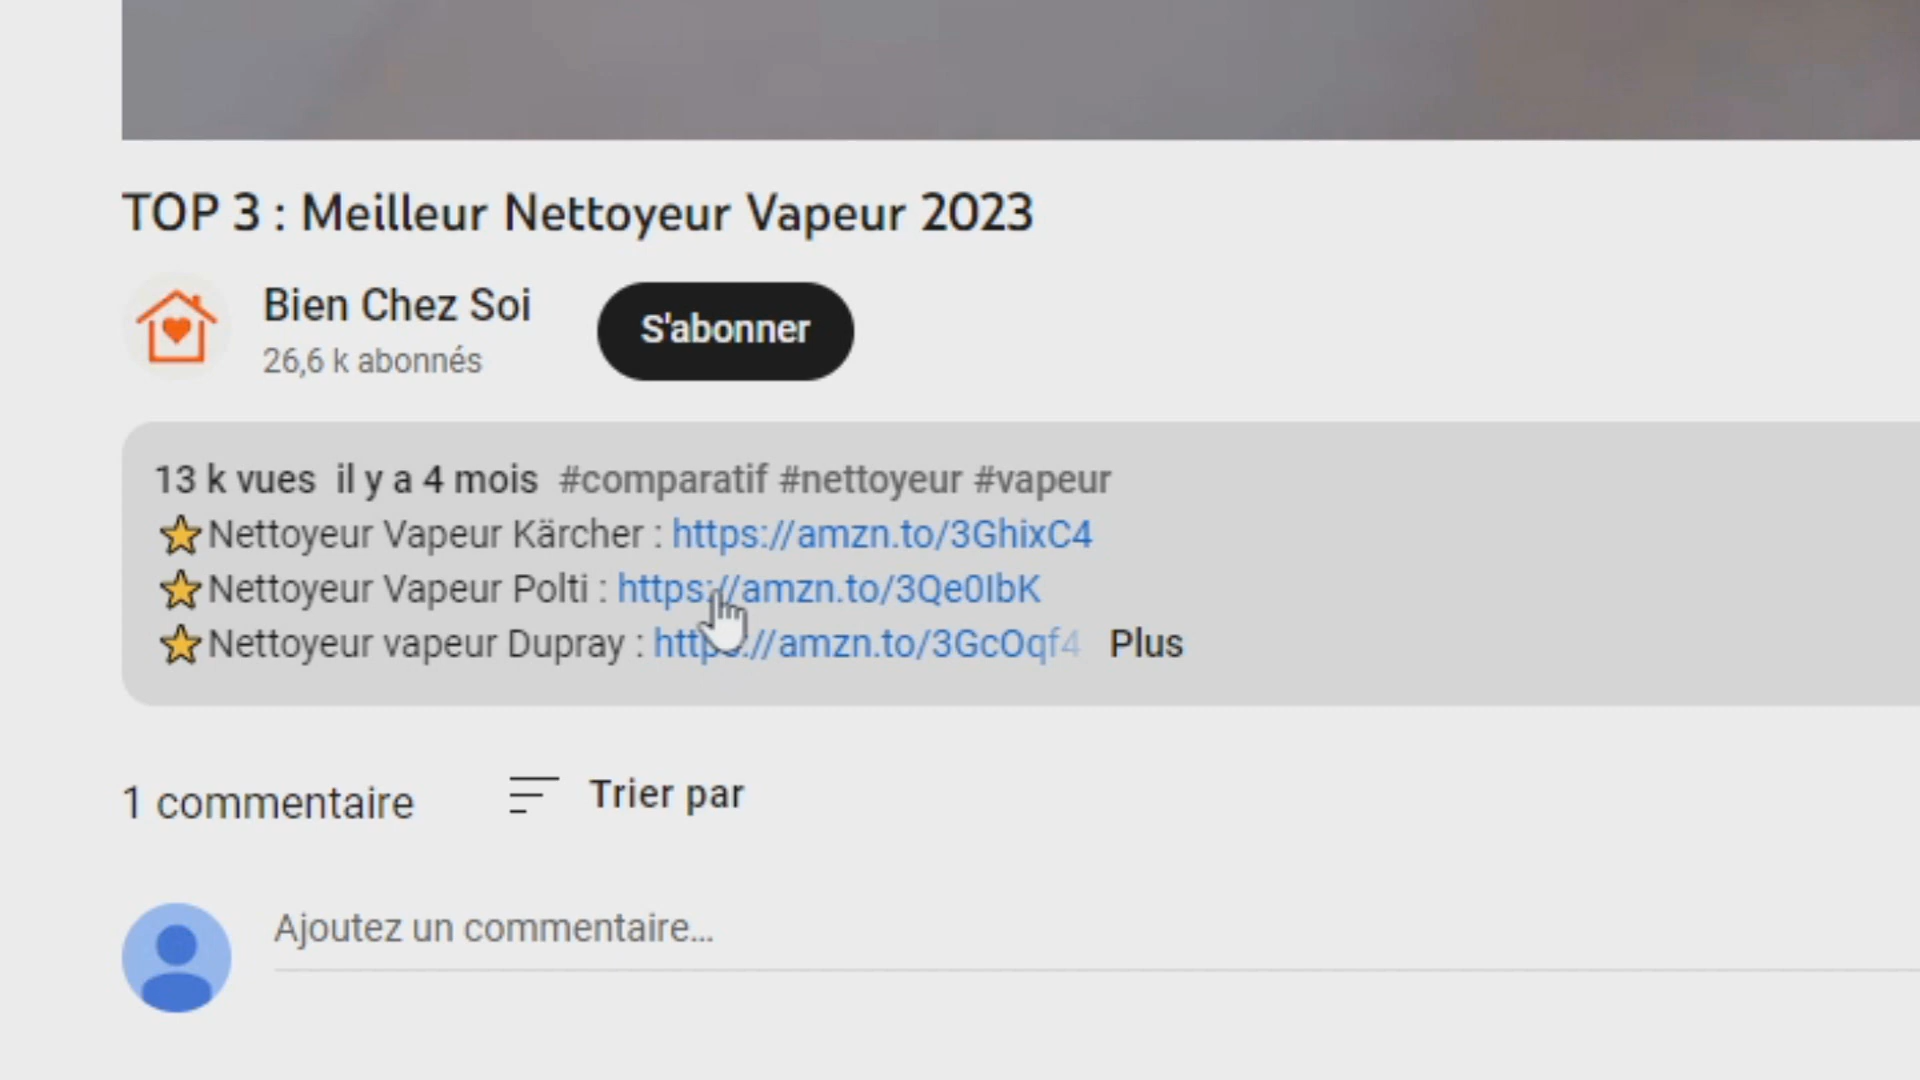 TOP 3 : Meilleur Nettoyeur Vapeur 2023
Bien Chez Soi
26,6 k abonnés
S'abonner
13 k vues il y a 4 mois #comparatif #nettoyeur #vapeur
⭐Nettoyeur Vapeur Kärcher : https://amzn.to/3GhixC4
⭐Nettoyeur Vapeur Polti : https://amzn.to/3Qe0IbK
⭐Nettoyeur vapeur Dupray : https://amzn.to/3GcOqf4 Plus
1 commentaire
Trier par
Ajoutez un commentaire...